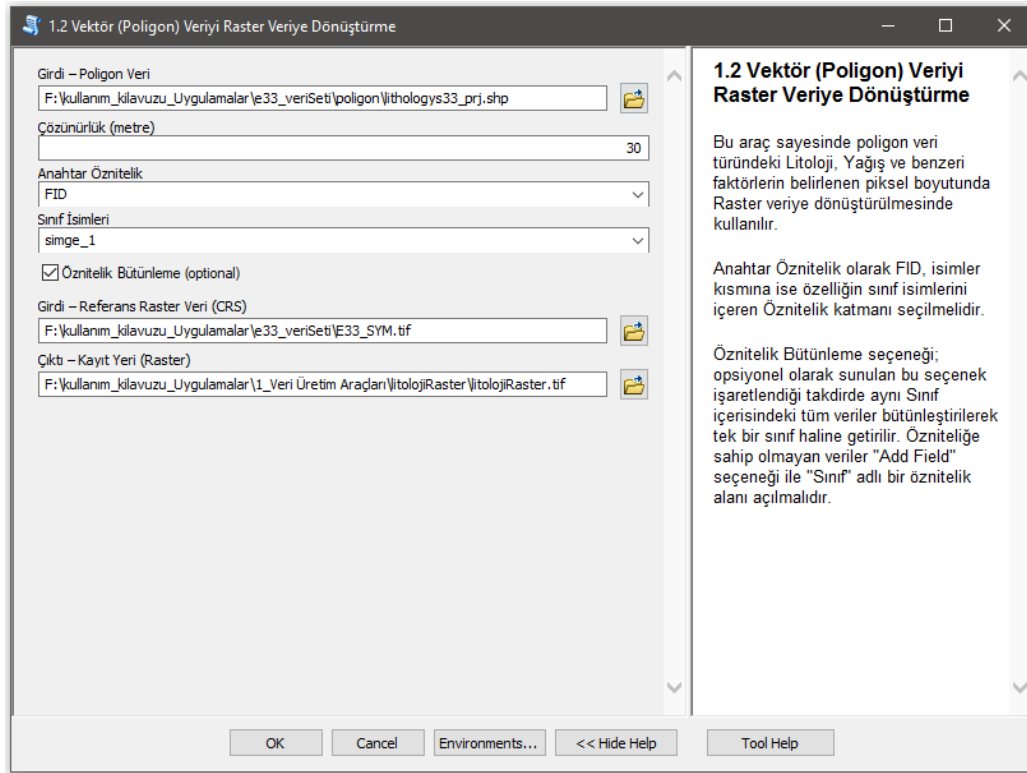 1.2 Vektör (Poligon) Veriyi Raster Veriye Dönüştürme
Girdi – Poligon Veri
F:\kullanım_kilavuzu_Uygulamalar\e33_veriSeti\poligon\lithologys33_prj.shp
Çözünürlük (metre)
30
Anahtar Öznitelik
FID
Sınıf İsimleri
simge_1
Öznitelik Bütünleme (optional)
Girdi – Referans Raster Veri (CRS)
F:\kullanım_kilavuzu_Uygulamalar\e33_veriSeti\E33_SYM.tif
Çıktı – Kayıt Yeri (Raster)
F:\kullanım_kilavuzu_Uygulamalar\1_Veri Üretim Araçları\litolojiRaster\litolojiRaster.tif
1.2 Vektör (Poligon) Veriyi
Raster Veriye Dönüştürme
Bu araç sayesinde poligon veri
türündeki Litoloji, Yağış ve benzeri
faktörlerin belirlenen piksel boyutunda
Raster veriye dönüştürülmesinde
kullanılır.
Anahtar Öznitelik olarak FID, isimler
kısmına ise özelliğin sınıf isimlerini
içeren Öznitelik katmanı seçilmelidir.
Öznitelik Bütünleme seçeneği;
opsiyonel olarak sunulan bu seçenek
işaretlendiği takdirde aynı Sınıf
içerisindeki tüm veriler bütünleştirilerek
tek bir sınıf haline getirilir. Özniteliğe
sahip olmayan veriler "Add Field"
seçeneği ile "Sınıf" adlı bir öznitelik
alanı açılmalıdır.
OK
Cancel
Environments...
<< Hide Help
Tool Help